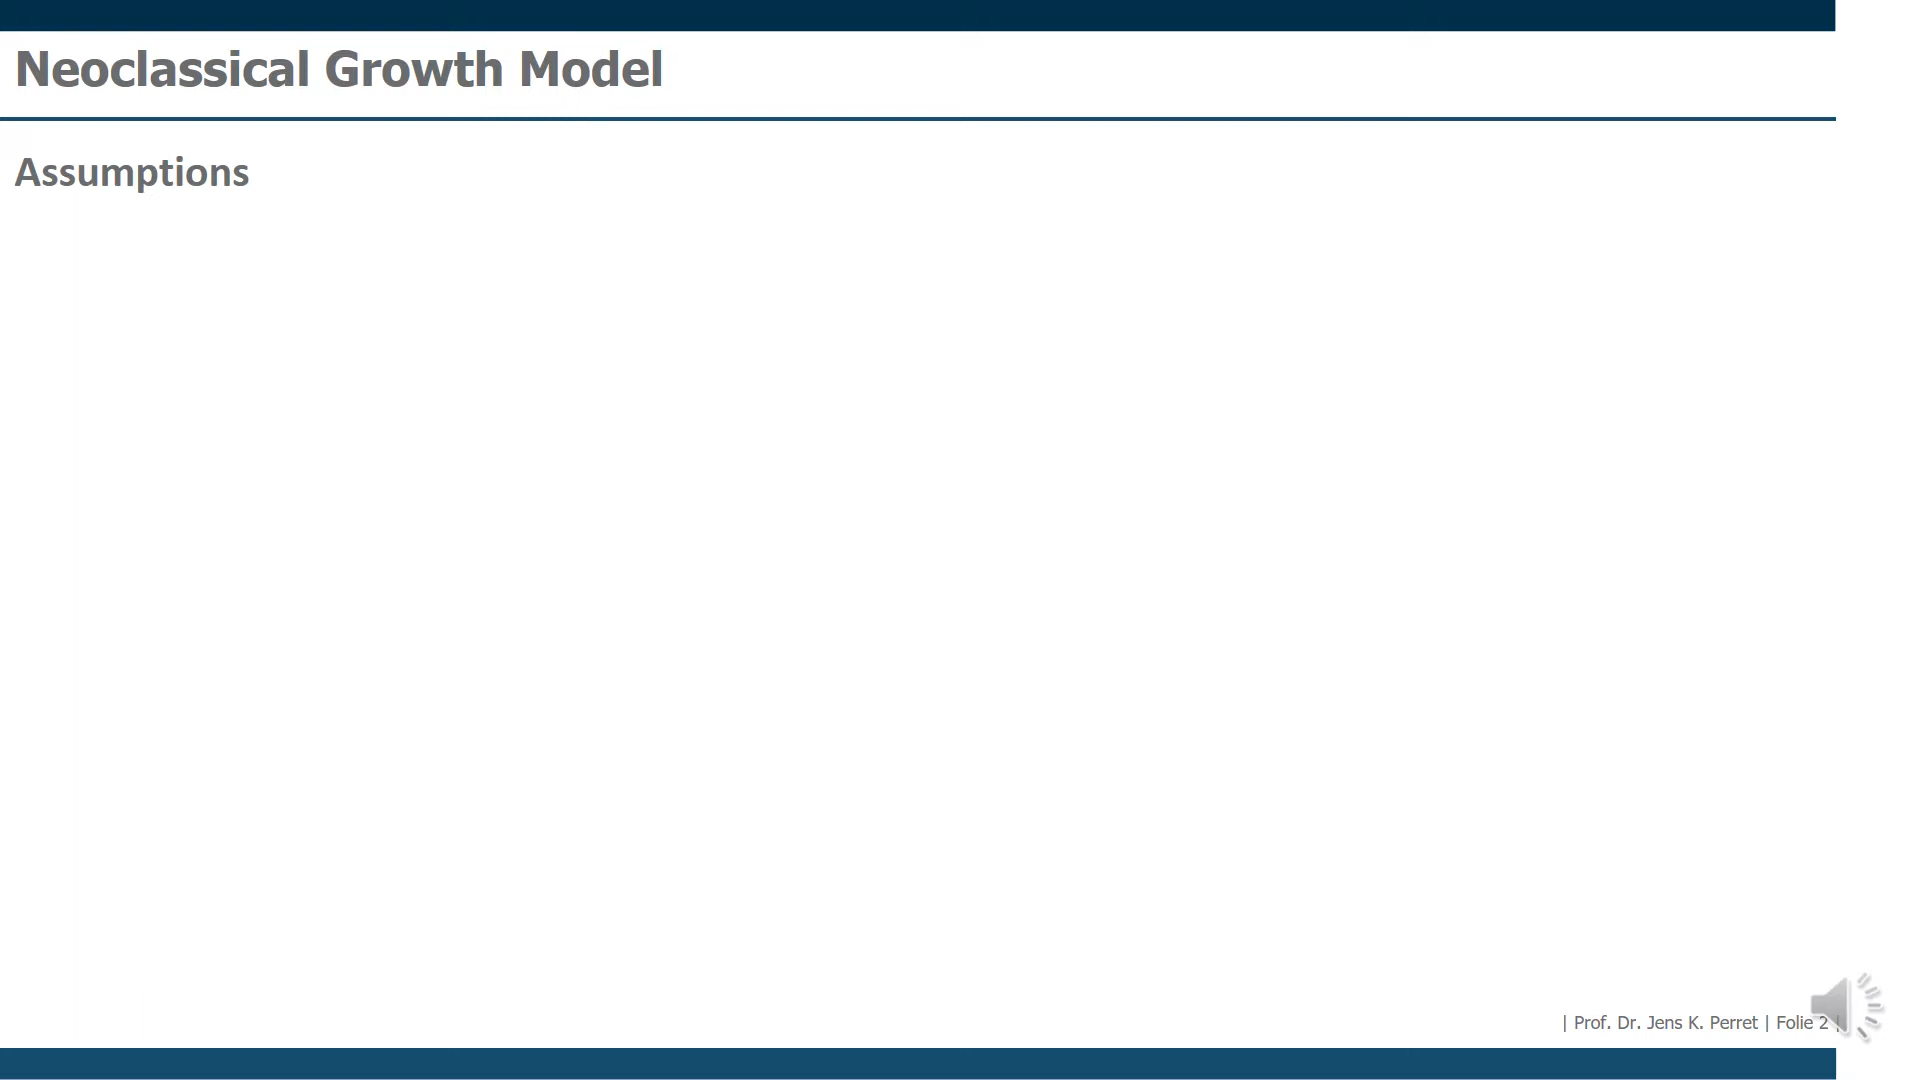 Neoclassical Growth Model
Assumptions
| Prof. Dr. Jens K. Perret | Folie 2 |